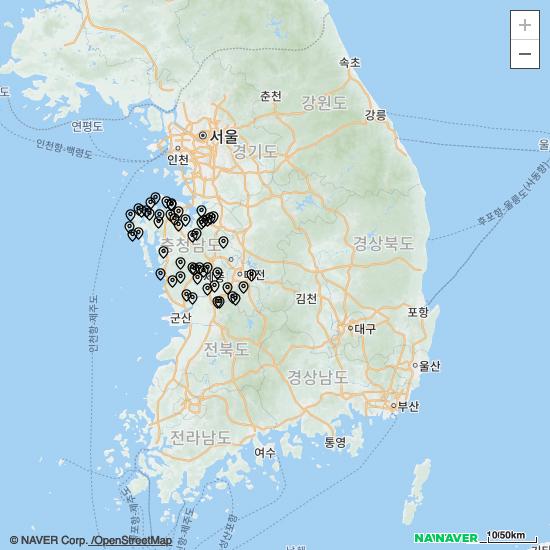 +
−
속초
춘천
강원도
강릉
연평도
서울
인천
경기도
인천항-백령도
울
후포항-울릉도(사동항)
충청남도
경상북도
대전
김천
인천항-제주도
군산
포항
대구
전북도
울산
경상남도
부산
전라남도
통영
여수
© NAVER Corp. /OpenStreetMap
NAVER
10/50km